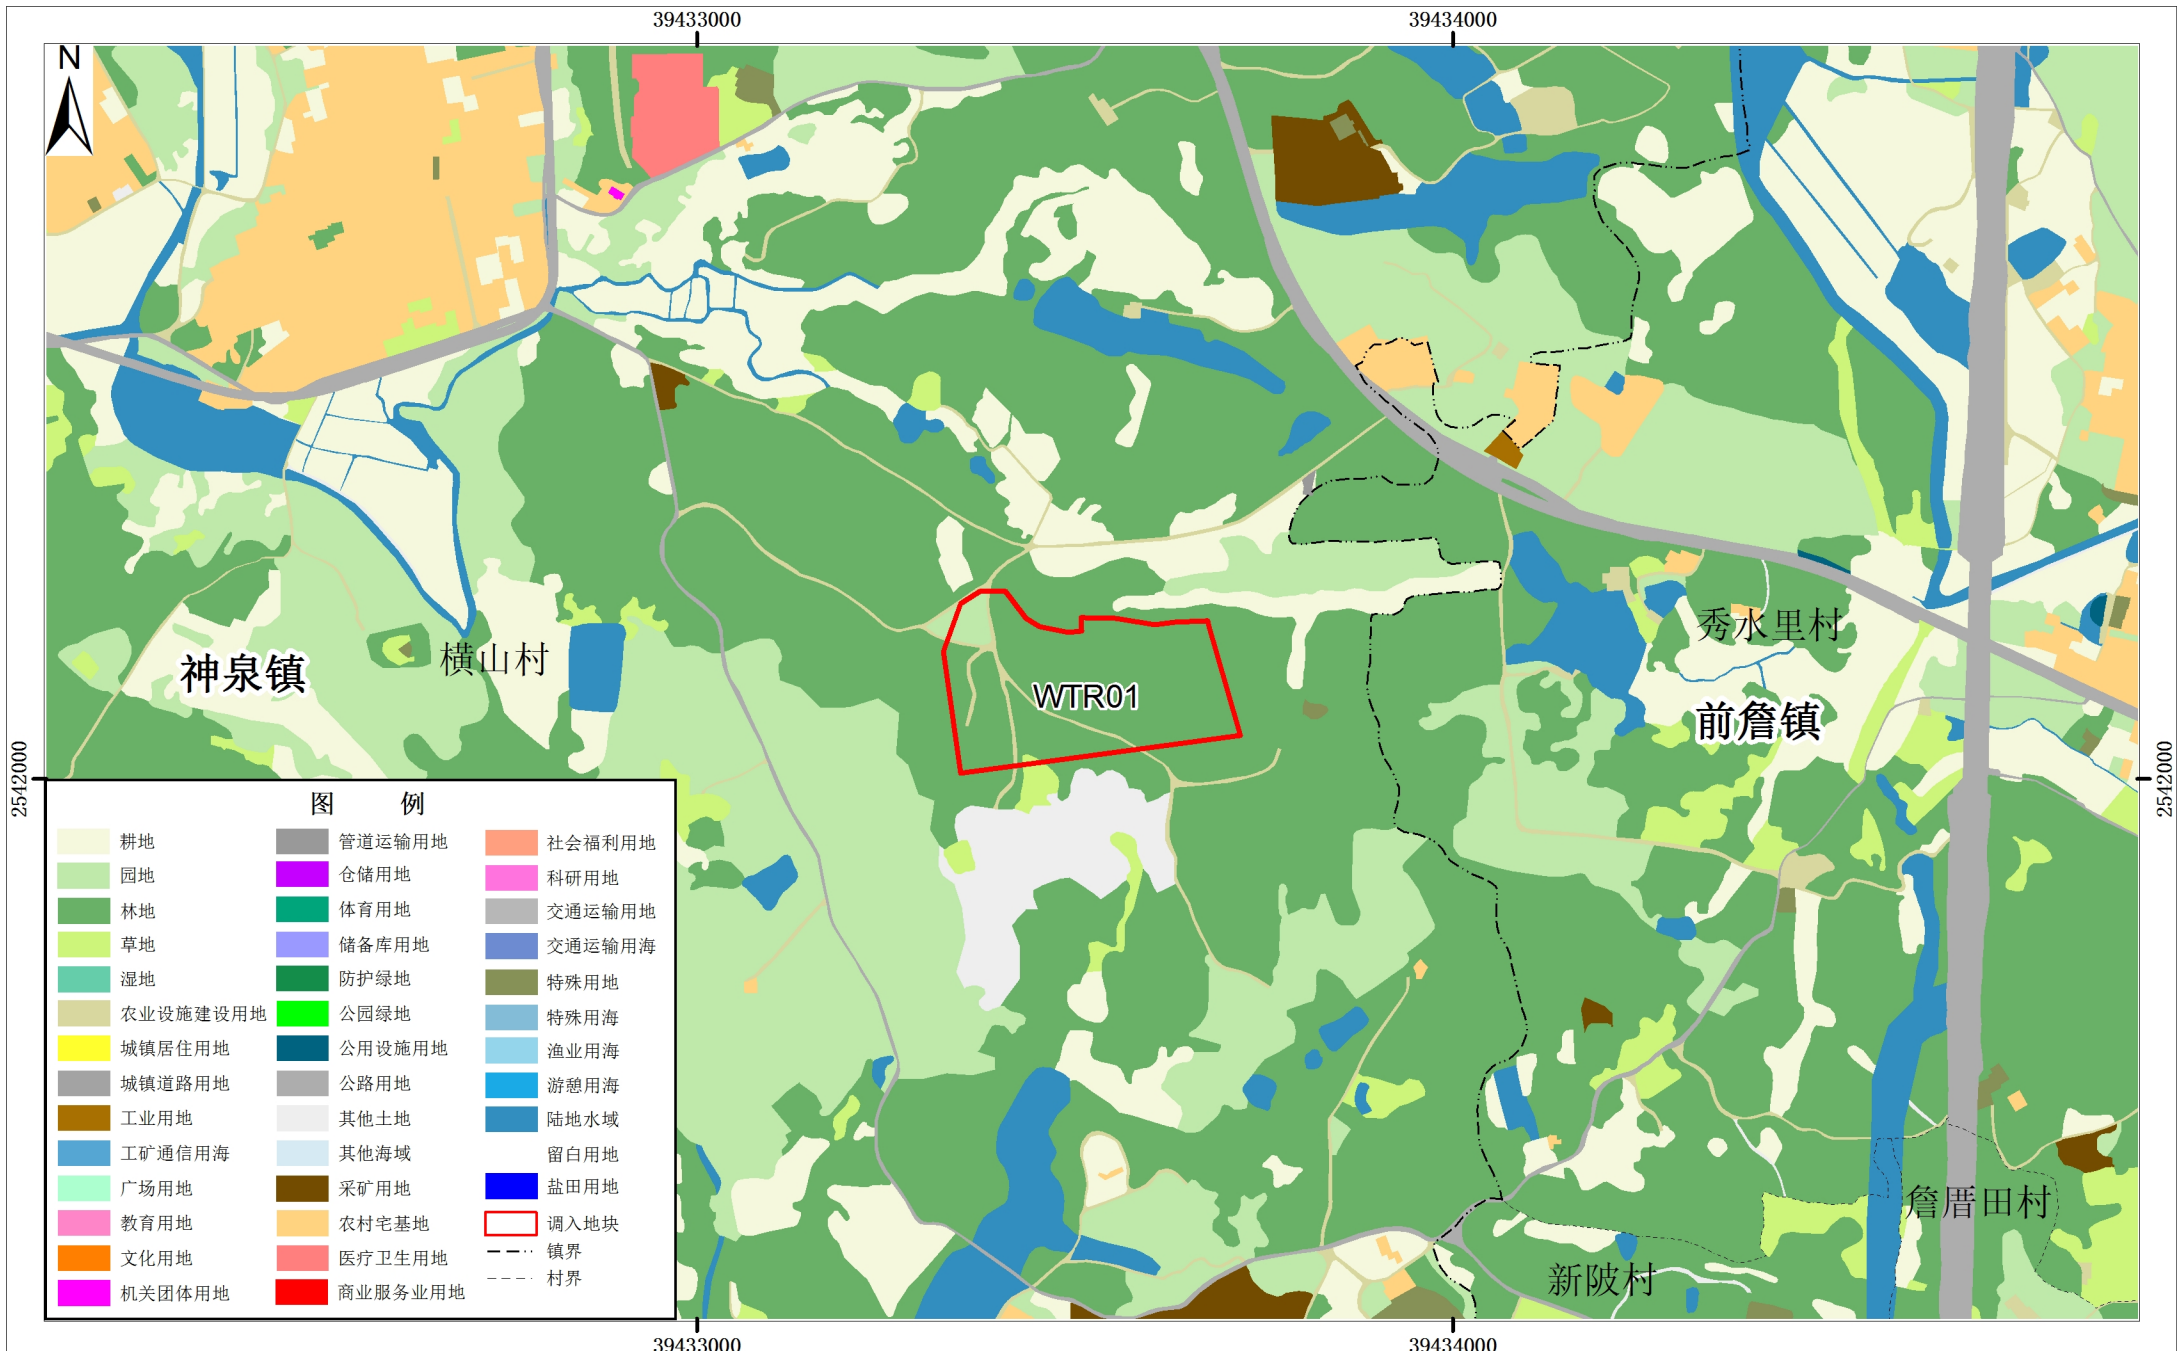 39433000
39434000
N
横山村
神泉镇
WTR01
秀水里村
前詹镇
2542000
2542000
图 例
耕地
园地
林地
草地
湿地
农业设施建设用地
城镇居住用地
城镇道路用地
工业用地
工矿通信用海
广场用地
教育用地
文化用地
机关团体用地
管道运输用地
仓储用地
体育用地
储备库用地
防护绿地
公园绿地
公用设施用地
公路用地
其他土地
其他海域
采矿用地
农村宅基地
医疗卫生用地
商业服务业用地
社会福利用地
科研用地
交通运输用地
交通运输用海
特殊用地
特殊用海
渔业用海
游憩用海
陆地水域
留白用地
盐田用地
调入地块
镇界
村界
詹厝田村
新陂村
39433000
39434000